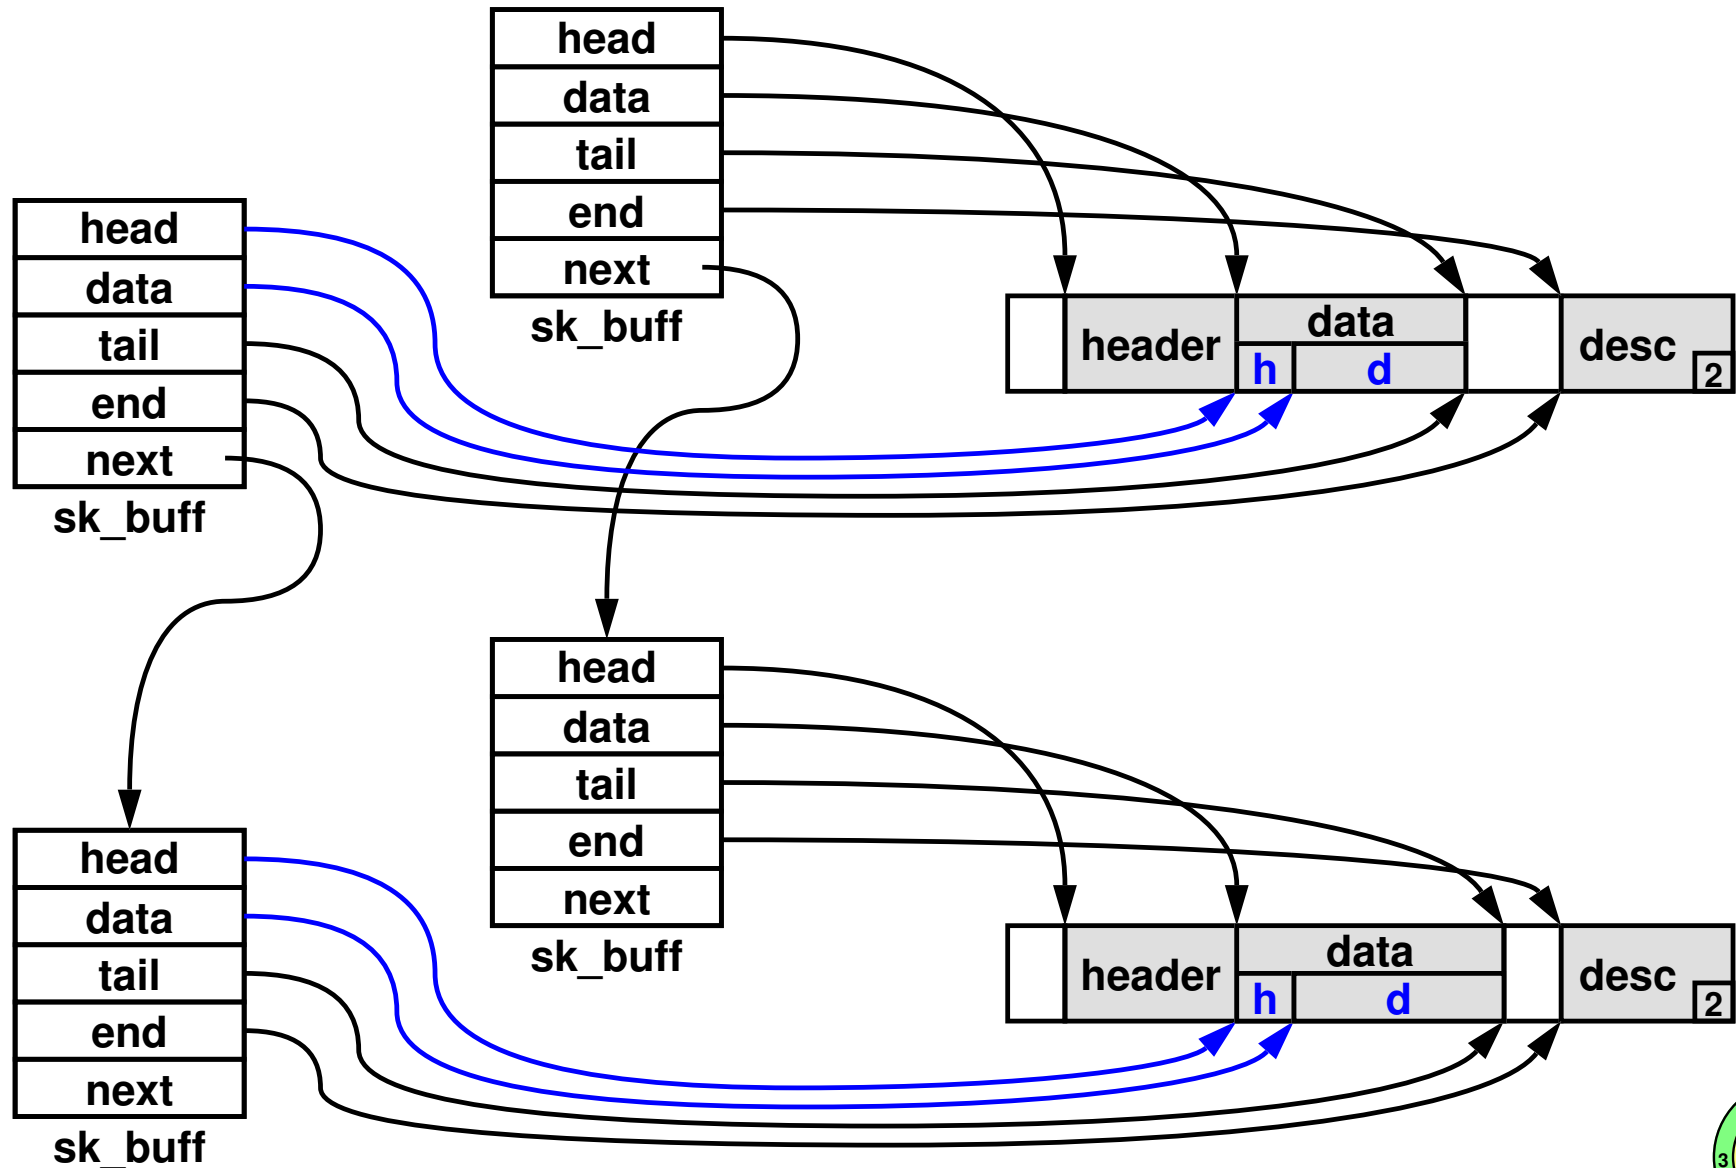 head
data
tail
end
next
sk_buff
head
data
tail
end
next
sk_buff
header
data
h d
desc
2
head
data
tail
end
next
sk_buff
head
data
tail
end
next
sk_buff
header
data
h d
desc
2
3